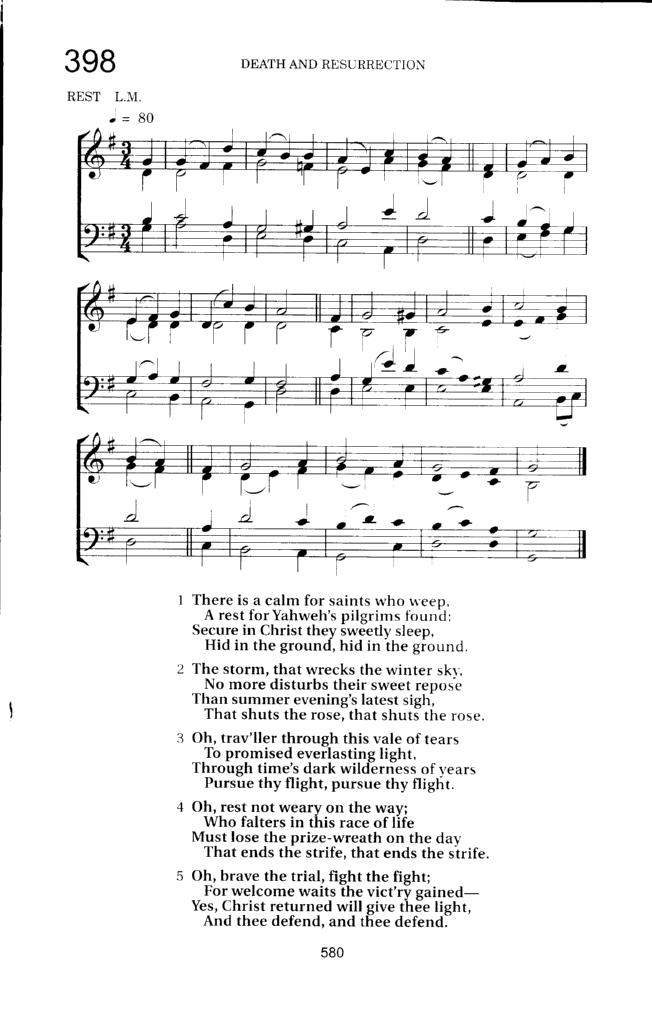 398
DEATH AND RESURRECTION
REST L.M.
♩ = 80
1 There is a calm for saints who weep,
A rest for Yahweh's pilgrims found:
Secure in Christ they sweetly sleep,
Hid in the ground, hid in the ground.
2 The storm, that wrecks the winter sky,
No more disturbs their sweet repose
Than summer evening's latest sigh,
That shuts the rose, that shuts the rose.
3 Oh, trav'ller through this vale of tears
To promised everlasting light,
Through time's dark wilderness of years
Pursue thy flight, pursue thy flight.
4 Oh, rest not weary on the way;
Who falters in this race of life
Must lose the prize-wreath on the day
That ends the strife, that ends the strife.
5 Oh, brave the trial, fight the fight;
For welcome waits the vict'ry gained—
Yes, Christ returned will give thee light,
And thee defend, and thee defend.
580